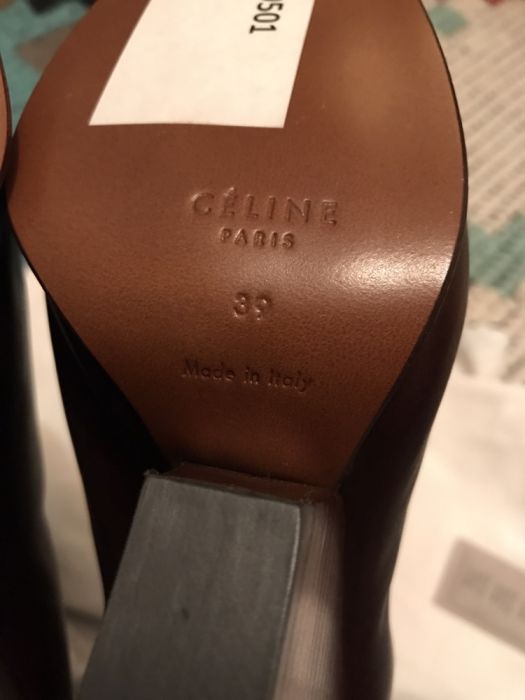 501
CÉLINE
PARIS
39
Made in Italy